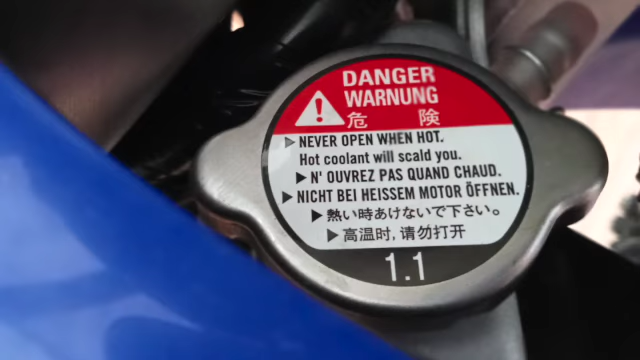 DANGER
WARNUNG
危 険
NEVER OPEN WHEN HOT.
Hot coolant will scald you.
N' OUVREZ PAS QUAND CHAUD.
NICHT BEI HEISSEM MOTOR ÖFFNEN.
熱い時あけないで下さい。
高温时, 请勿打开
1.1